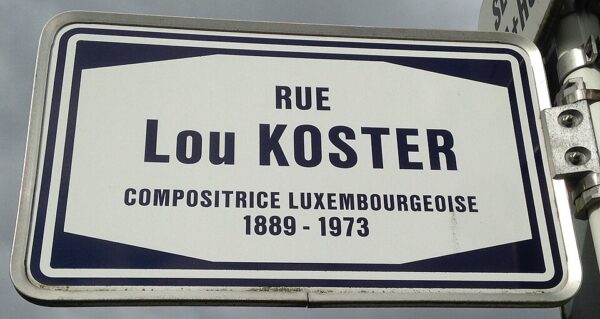 RUE
Lou KOSTER
COMPOSITRICE LUXEMBOURGEOISE
1889 - 1973